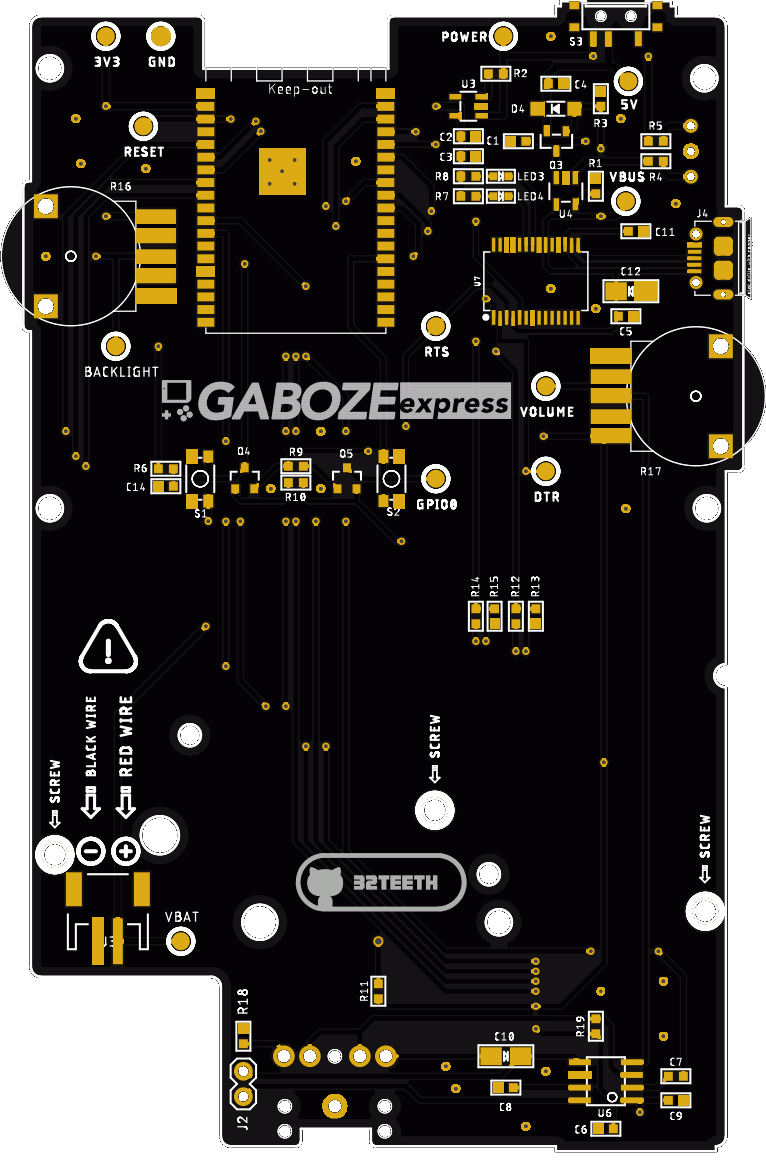 POWER
S3
3V3
GND
Keep-out
R2
U3
C4
5V
D4
R3
RESET
C2
C1
R5
C3
Q3
R8
LED3
R1
VBUS
R4
R16
R7
LED4
U4
J4
C11
U7
C12
C5
RTS
BACKLIGHT
GABOZE express
VOLUME
Q4
R9
Q5
R6
R17
C14
R10
DTR
S1
S2
GPIO0
R14
R15
R12
R13
!
BLACK WIRE
RED WIRE
SCREW
SCREW
SCREW
32TEETH
VBAT
R11
R18
R19
C10
C7
C8
C9
U6
J2
C6